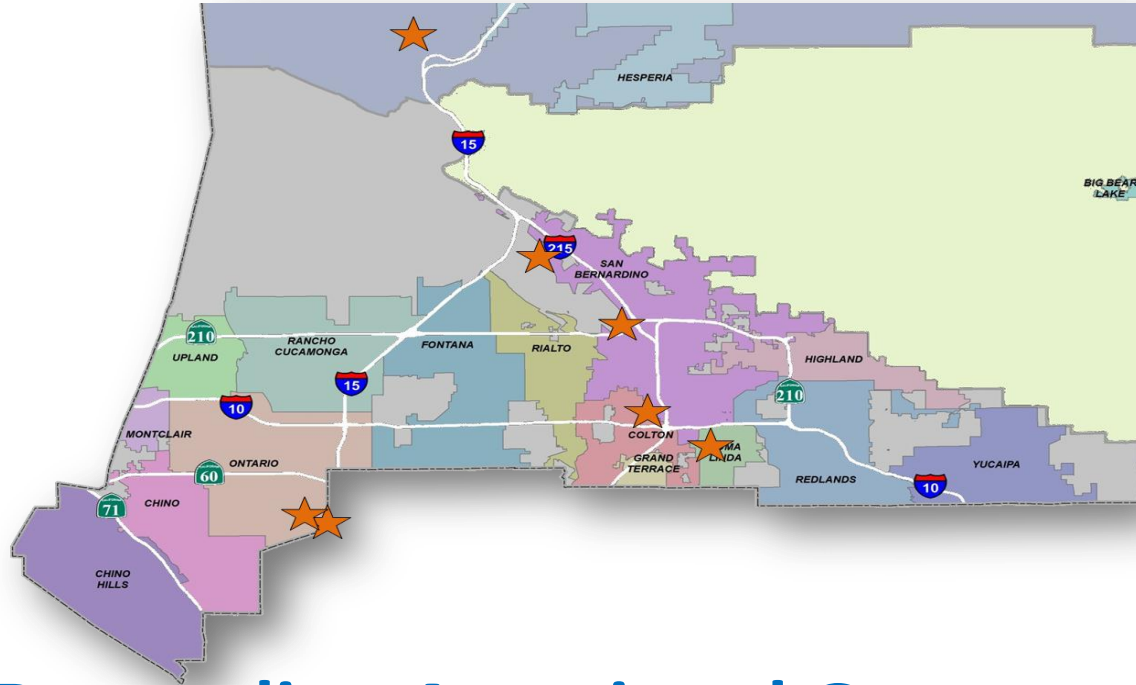 HESPERIA
15
BIG BEAR
LAKE
215
SAN
BERNARDINO
210
UPLAND
RANCHO
CUCAMONGA
FONTANA
RIALTO
HIGHLAND
15
10
210
MONTCLAIR
COLTON
LINDA
ONTARIO
GRAND
TERRACE
60
YUCAIPA
REDLANDS
10
71
CHINO
CHINO
HILLS